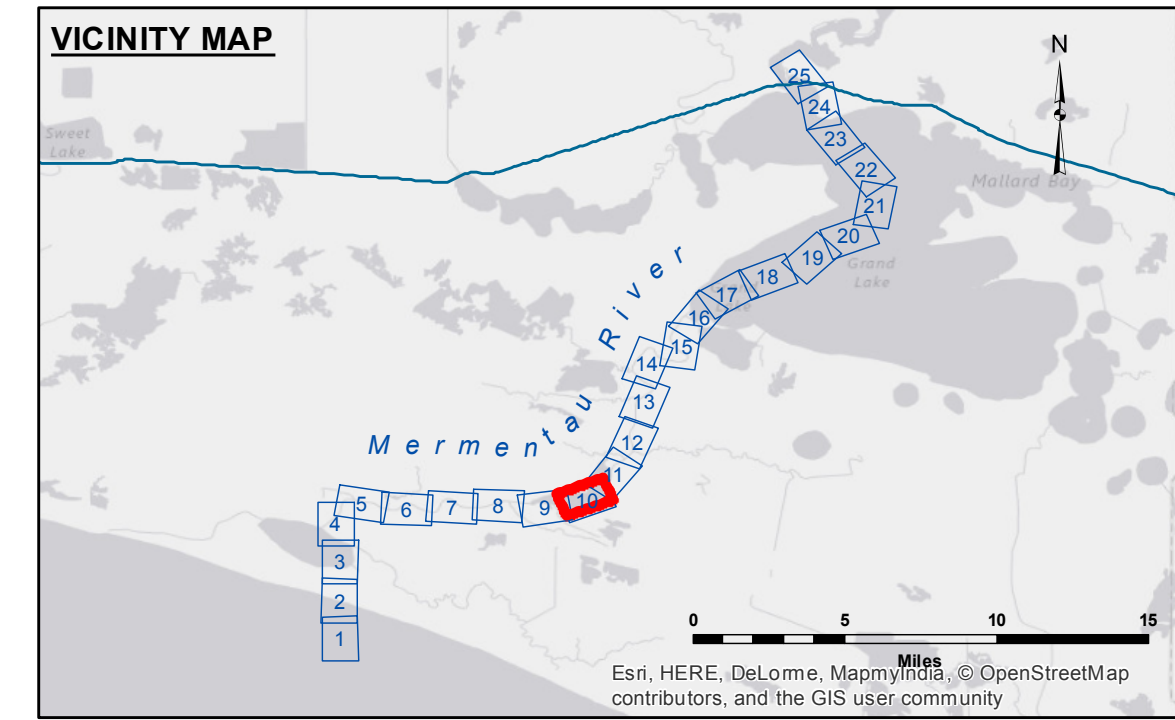 VICINITY MAP
N
25
24
Sweet
Lake
23
22
Mallard Bay
21
20
19
Grand
Lake
18
17
16
15
14
13
Mermentau River
12
11
10
9
8
7
6
5
4
3
2
1
0 5 10 15
Miles
Esri, HERE, DeLorme, MapmyIndia, © OpenStreetMap
contributors, and the GIS user community